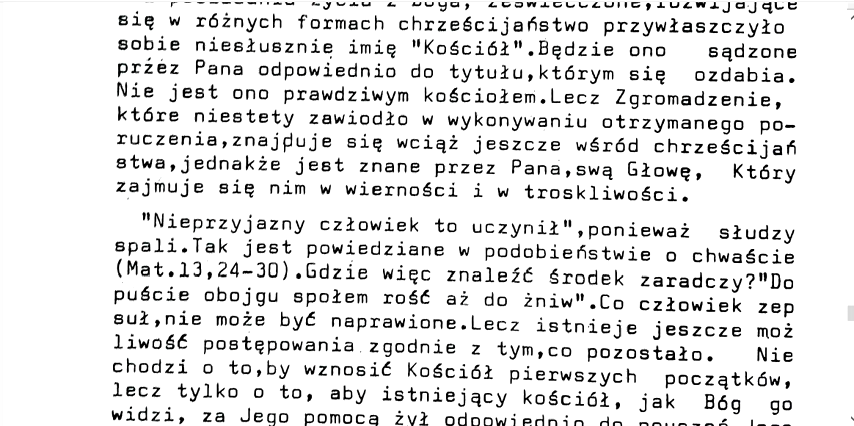 życia z Boga, zeświecczone,rozwijające
się w różnych formach chrześcijaństwo przywłaszczyło
sobie niesłusznie imię "Kościół".Będzie ono sądzone
przez Pana odpowiednio do tytułu,którym się ozdabia.
Nie jest ono prawdziwym kościołem.Lecz Zgromadzenie,
które niestety zawiodło w wykonywaniu otrzymanego po-
ruczenia,znajduje się wciąż jeszcze wśród chrześcijań
stwa,jednakże jest znane przez Pana,swą Głowę, Który
zajmuje się nim w wierności i w troskliwości.
"Nieprzyjazny człowiek to uczynił",ponieważ słudzy
spali.Tak jest powiedziane w podobieństwie o chwaście
(Mat.13,24-30).Gdzie więc znaleźć środek zaradczy?"Do
puście obojgu społem rość aż do żniw".Co człowiek zep
suł,nie może być naprawione.Lecz istnieje jeszcze moż
liwość postępowania zgodnie z tym,co pozostało. Nie
chodzi o to,by wznosić Kościół pierwszych początków,
lecz tylko o to, aby istniejący kościół, jak Bóg go
widzi, za Jego pomocą żył odpowiednio do